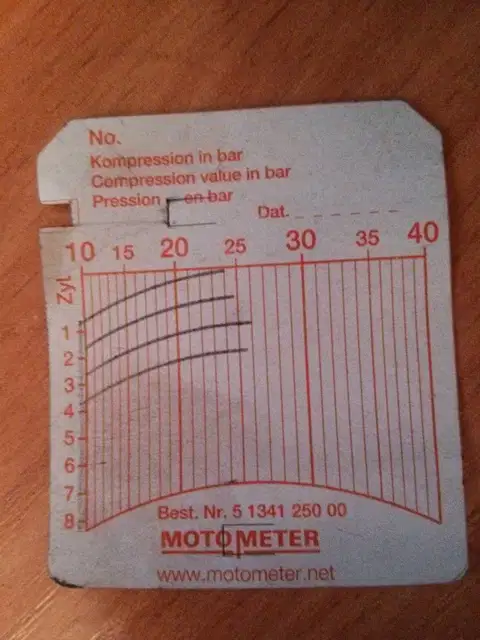 No.
Kompression in bar
Compression value in bar
Pression en bar
Dat.
10 15 20 25 30 35 40
Zyl.
1
2
3
4
5
6
7
8
Best. Nr. 5 1341 250 00
MOTOMETER
www.motometer.net